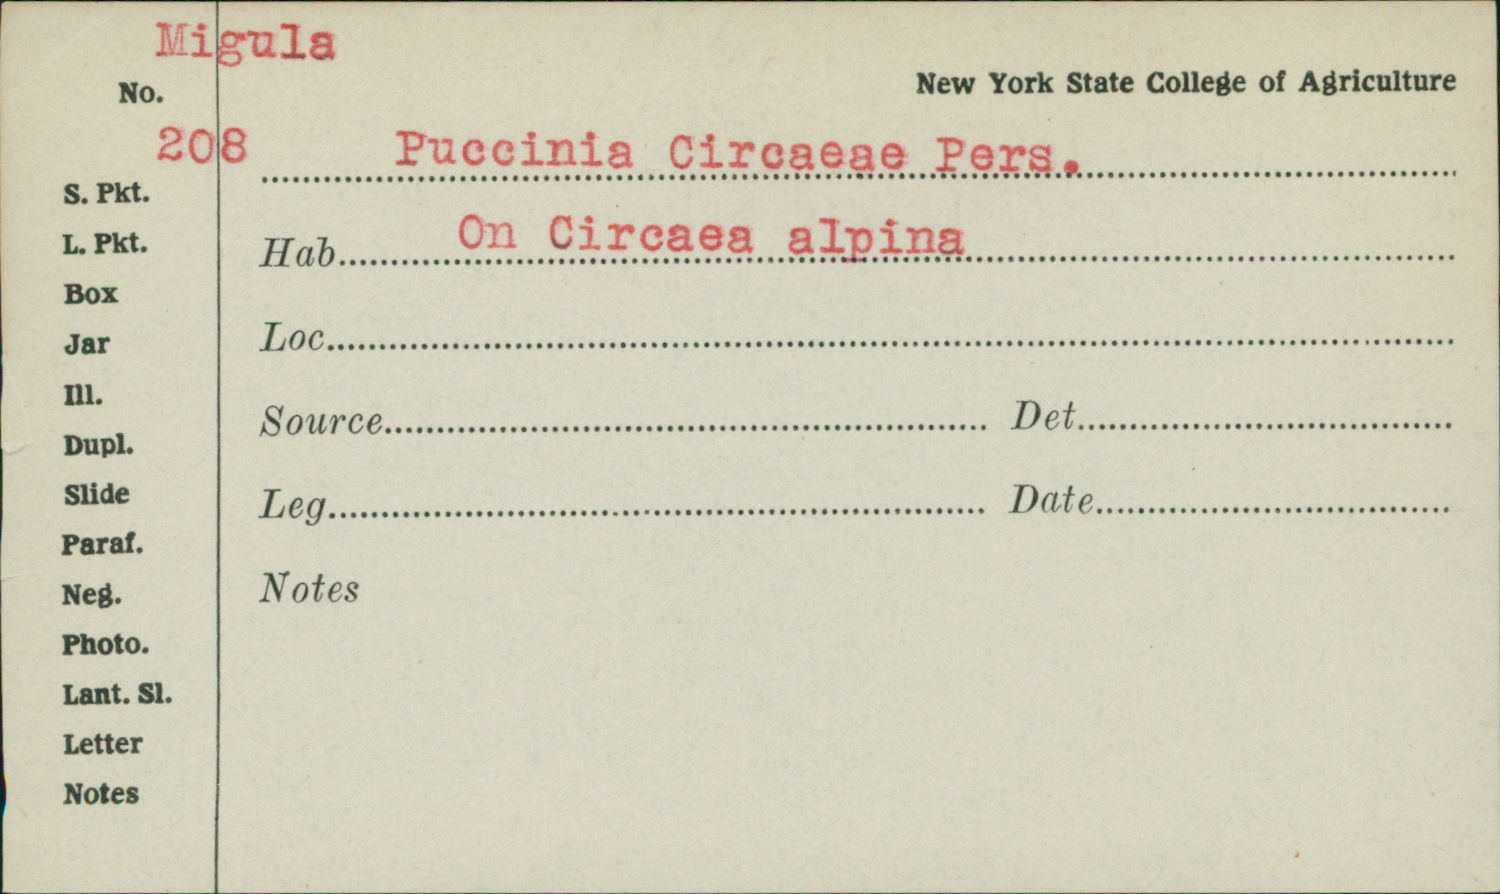 Migula
No.
New York State College of Agriculture
208 Puccinia Circaeae Pers.
S. Pkt.
L. Pkt.
Hab. On Circaea alpina
Box
Jar
Loc.
Ill.
Source Det.
Dupl.
Slide
Leg. Date
Paraf.
Neg.
Notes
Photo.
Lant. Sl.
Letter
Notes